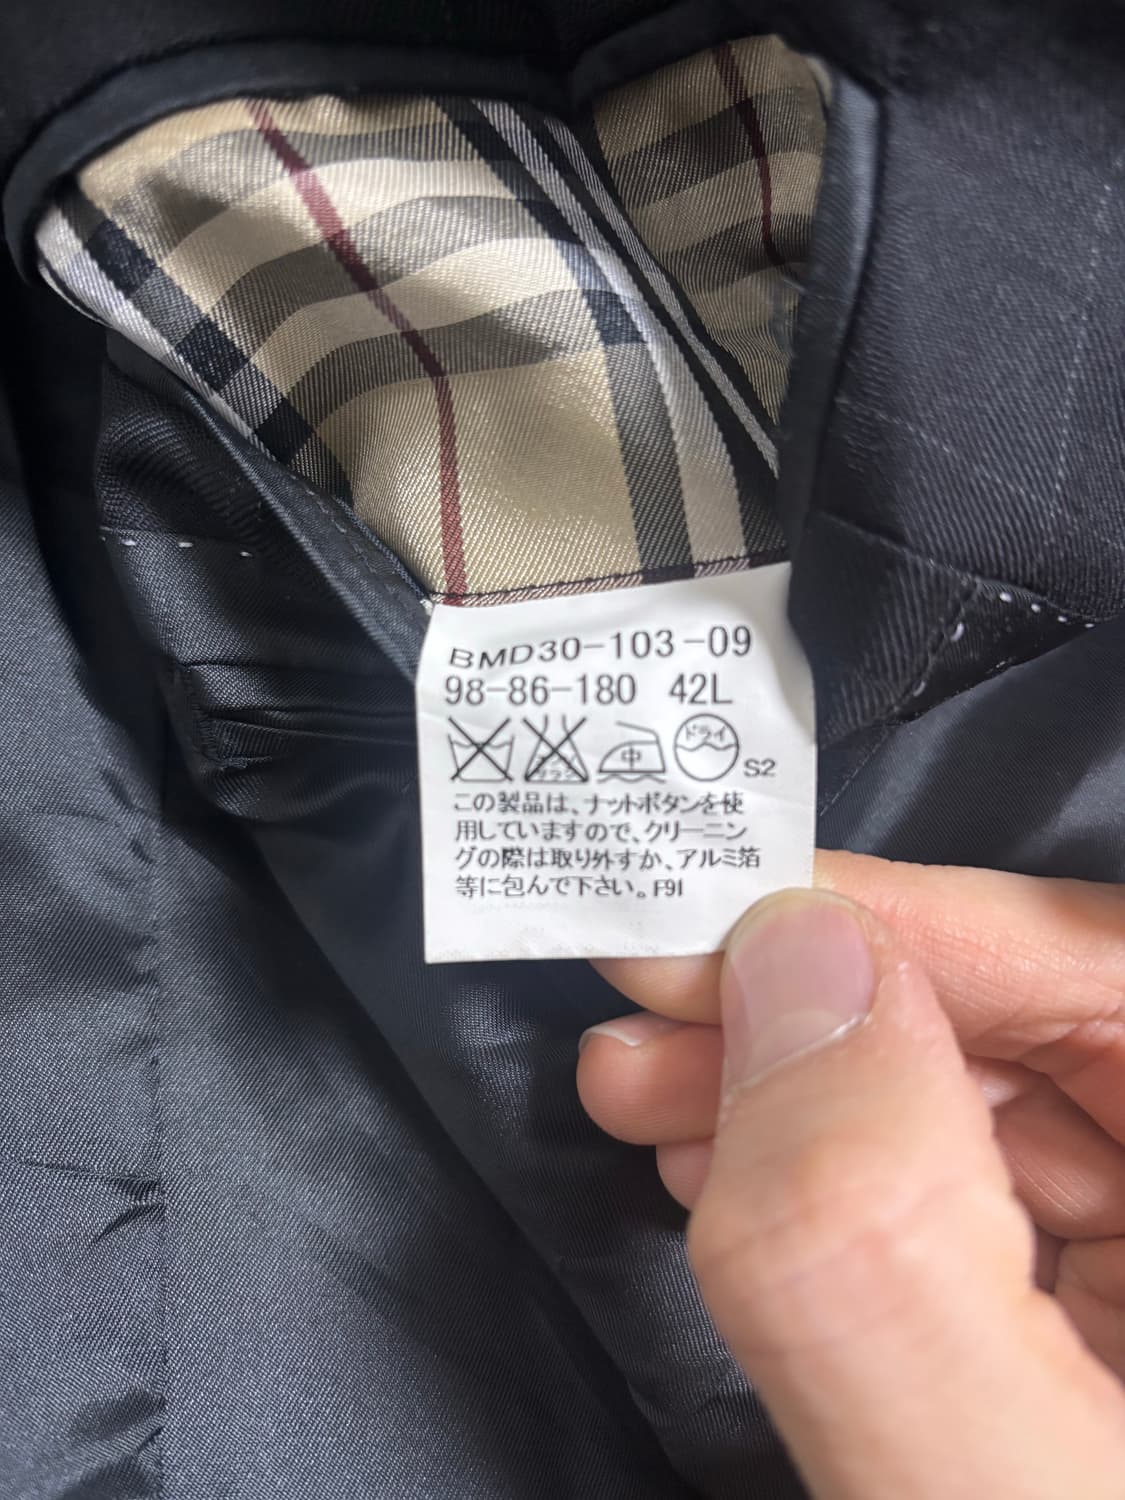 BMD30-103-09
98-86-180 42L
中 ドライ S2
この製品は、ナットボタンを使
用していますので、クリーニン
グの際は取り外すか、アルミ箔
等に包んで下さい。F91